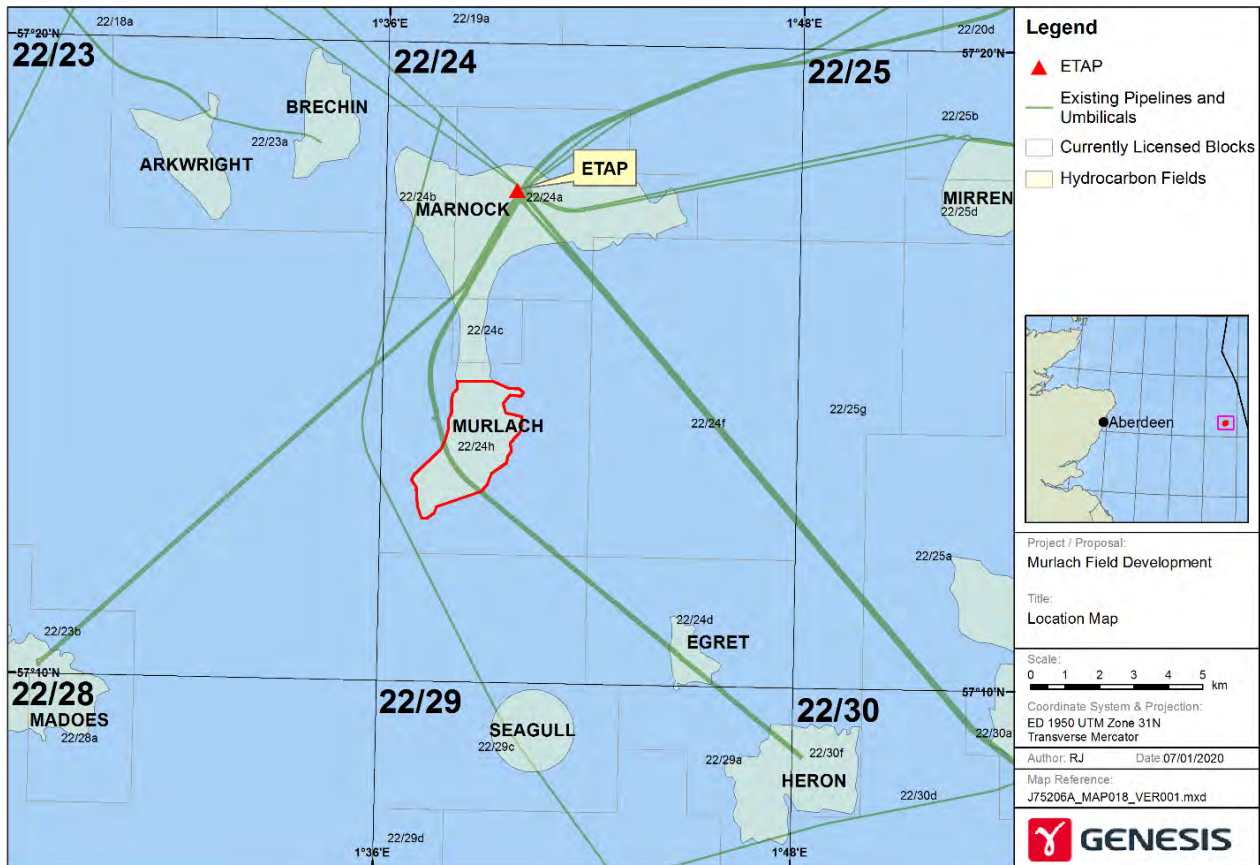 22/18a
1°36'E
22/19a
1°48'E
22/20d
57°20'N
57°20'N
22/23
22/24
22/25
BRECHIN
22/23a
ARKWRIGHT
22/25b
ETAP
22/24b
22/24a
MARNOCK
MIRREN
22/25d
22/24c
MURLACH
22/24h
22/24f
22/25g
22/25a
22/23b
22/24d
EGRET
57°10'N
57°10'N
22/28
22/29
22/30
MADOES
22/28a
SEAGULL
22/29c
22/29a
22/30f
HERON
22/30a
22/30d
22/29d
1°36'E
1°48'E
Legend
ETAP
Existing Pipelines and
Umbilicals
Currently Licensed Blocks
Hydrocarbon Fields
Aberdeen
Project / Proposal:
Murlach Field Development
Title:
Location Map
Scale:
0 1 2 3 4 5
km
Coordinate System & Projection:
ED 1950 UTM Zone 31N
Transverse Mercator
Author: RJ Date:07/01/2020
Map Reference:
J75206A_MAP018_VER001.mxd
GENESIS